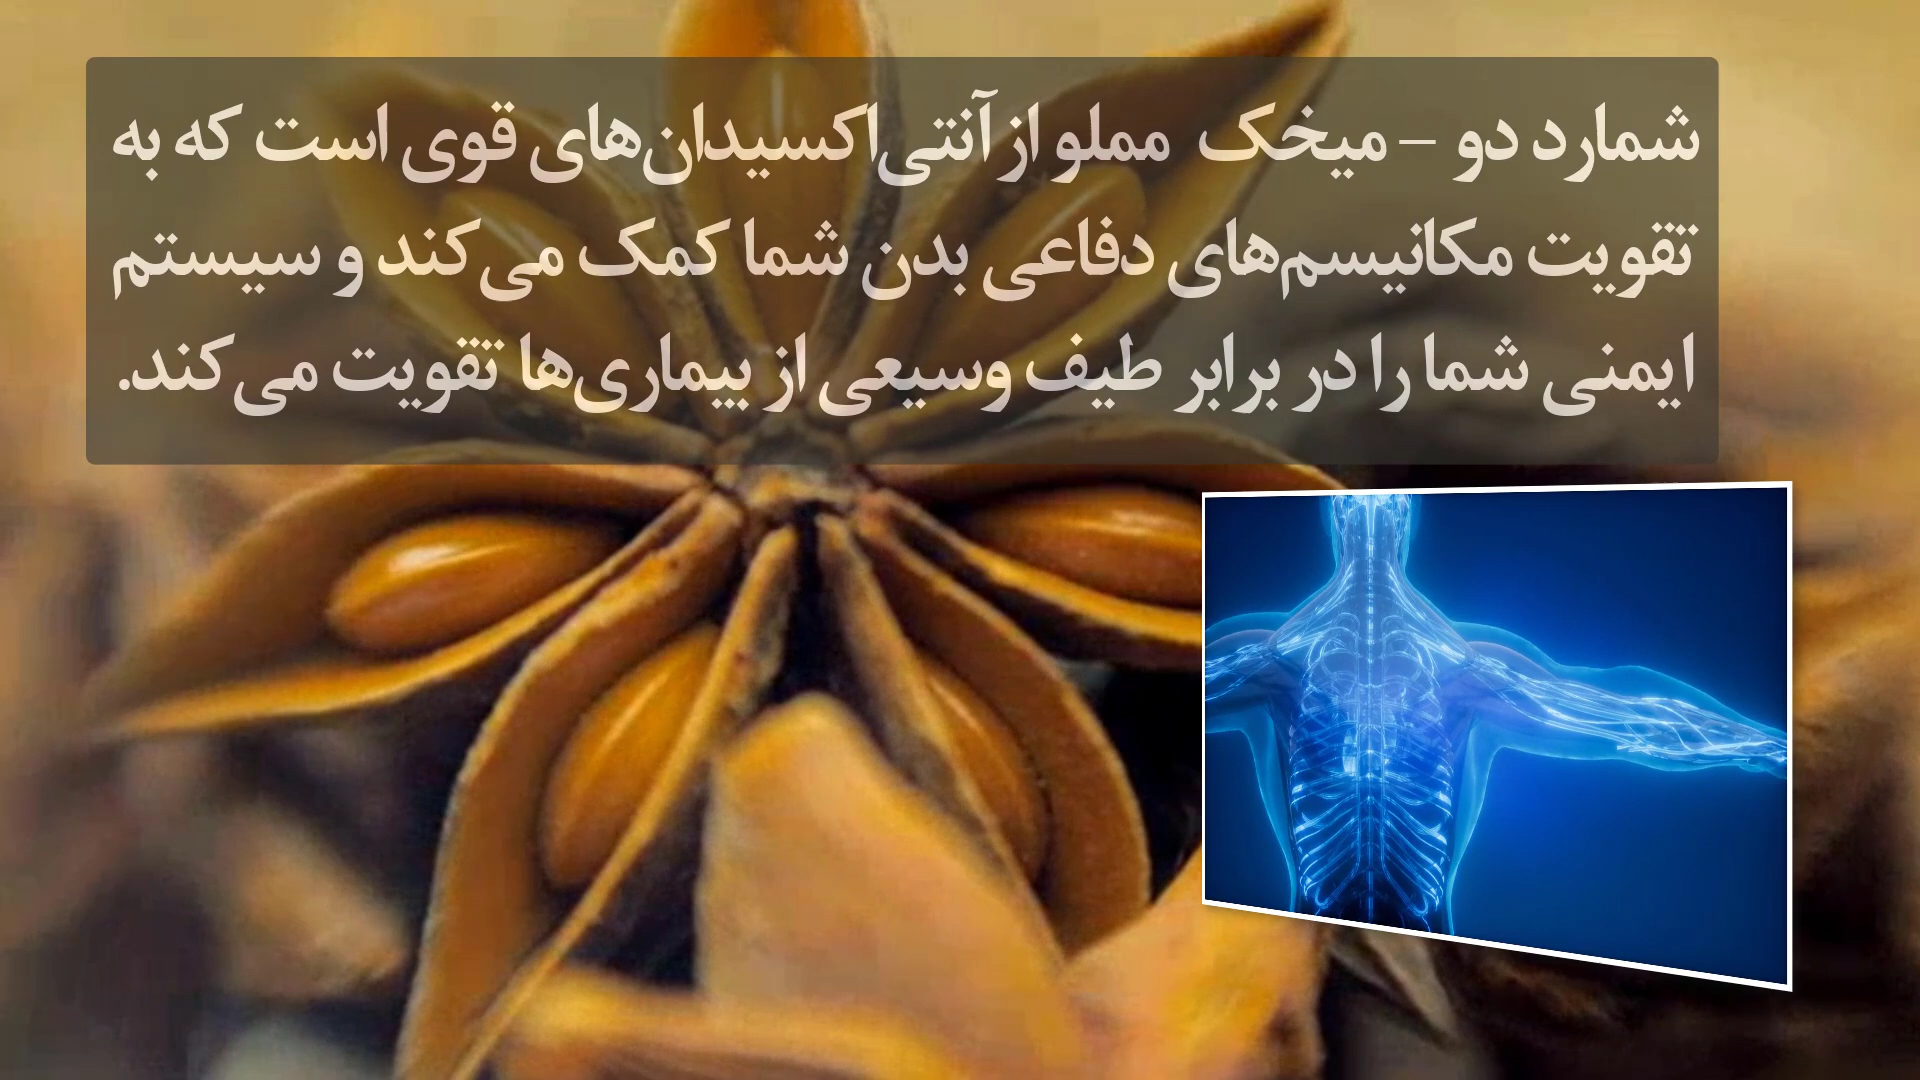 شمارد دو – میخک مملو از آنتی‌اکسیدان‌های قوی است که به
تقویت مکانیسم‌های دفاعی بدن شما کمک می‌کند و سیستم
ایمنی شما را در برابر طیف وسیعی از بیماری‌ها تقویت می‌کند.